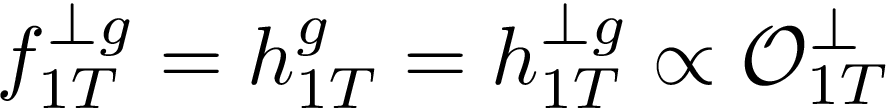 $f_{1T}^{\perp g} = h_{1T}^{g} = h_{1T}^{\perp g} \propto \mathcal{O}_{1T}^{\perp}$